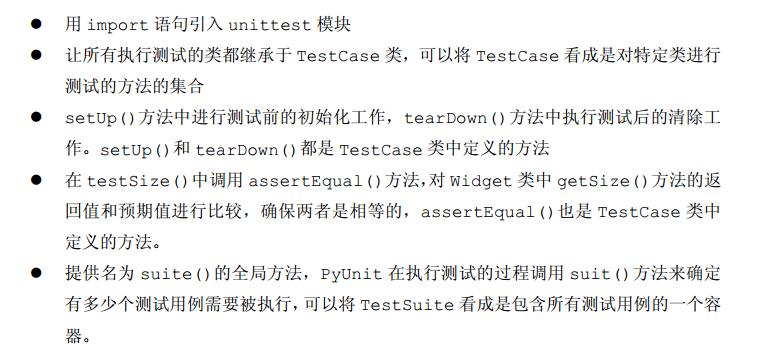 ● 用 import 语句引入 unittest 模块
● 让所有执行测试的类都继承于 TestCase 类，可以将 TestCase 看成是对特定类进行
测试的方法的集合
● setUp()方法中进行测试前的初始化工作，tearDown()方法中执行测试后的清除工
作。setUp()和 tearDown()都是 TestCase 类中定义的方法
● 在 testSize()中调用 assertEqual()方法，对 Widget 类中 getSize()方法的返
回值和预期值进行比较，确保两者是相等的，assertEqual()也是 TestCase 类中
定义的方法。
● 提供名为 suite()的全局方法，PyUnit 在执行测试的过程调用 suit()方法来确定
有多少个测试用例需要被执行，可以将 TestSuite 看成是包含所有测试用例的一个容
器。